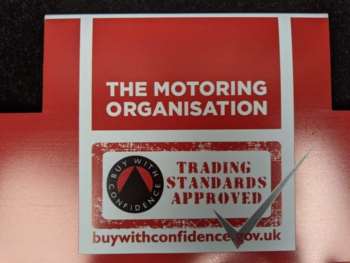 THE MOTORING
ORGANISATION
BUY WITH
CONFIDENCE
TRADING
STANDARDS
APPROVED
buywithconfidence.gov.uk